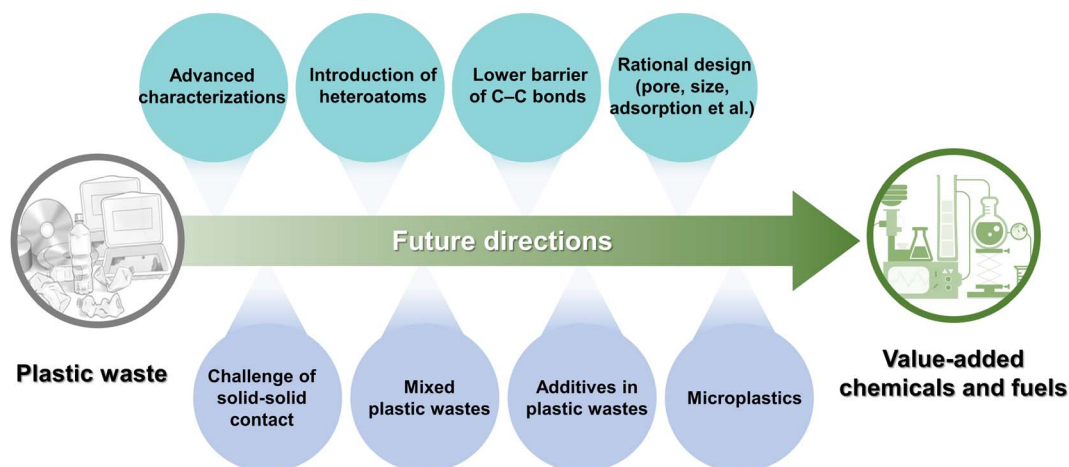 Advanced
characterizations
Introduction of
heteroatoms
Lower barrier
of C–C bonds
Rational design
(pore, size,
adsorption et al.)
Future directions
Plastic waste
Value-added
chemicals and fuels
Challenge of
solid-solid
contact
Mixed
plastic wastes
Additives in
plastic wastes
Microplastics